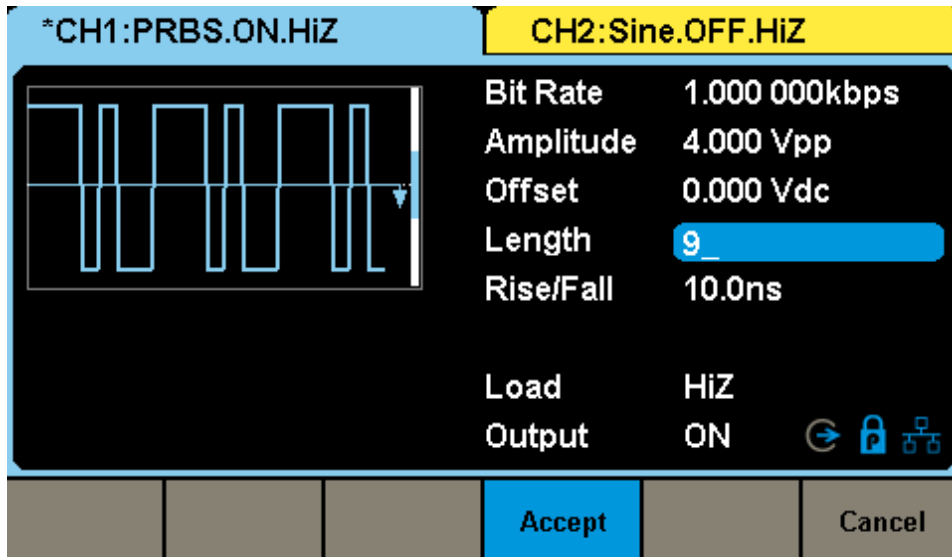 *CH1:PRBS.ON.HiZ CH2:Sine.OFF.HiZ
Bit Rate 1.000 000kbps
Amplitude 4.000 Vpp
Offset 0.000 Vdc
Length 9_
Rise/Fall 10.0ns
Load HiZ
Output ON P
Accept Cancel